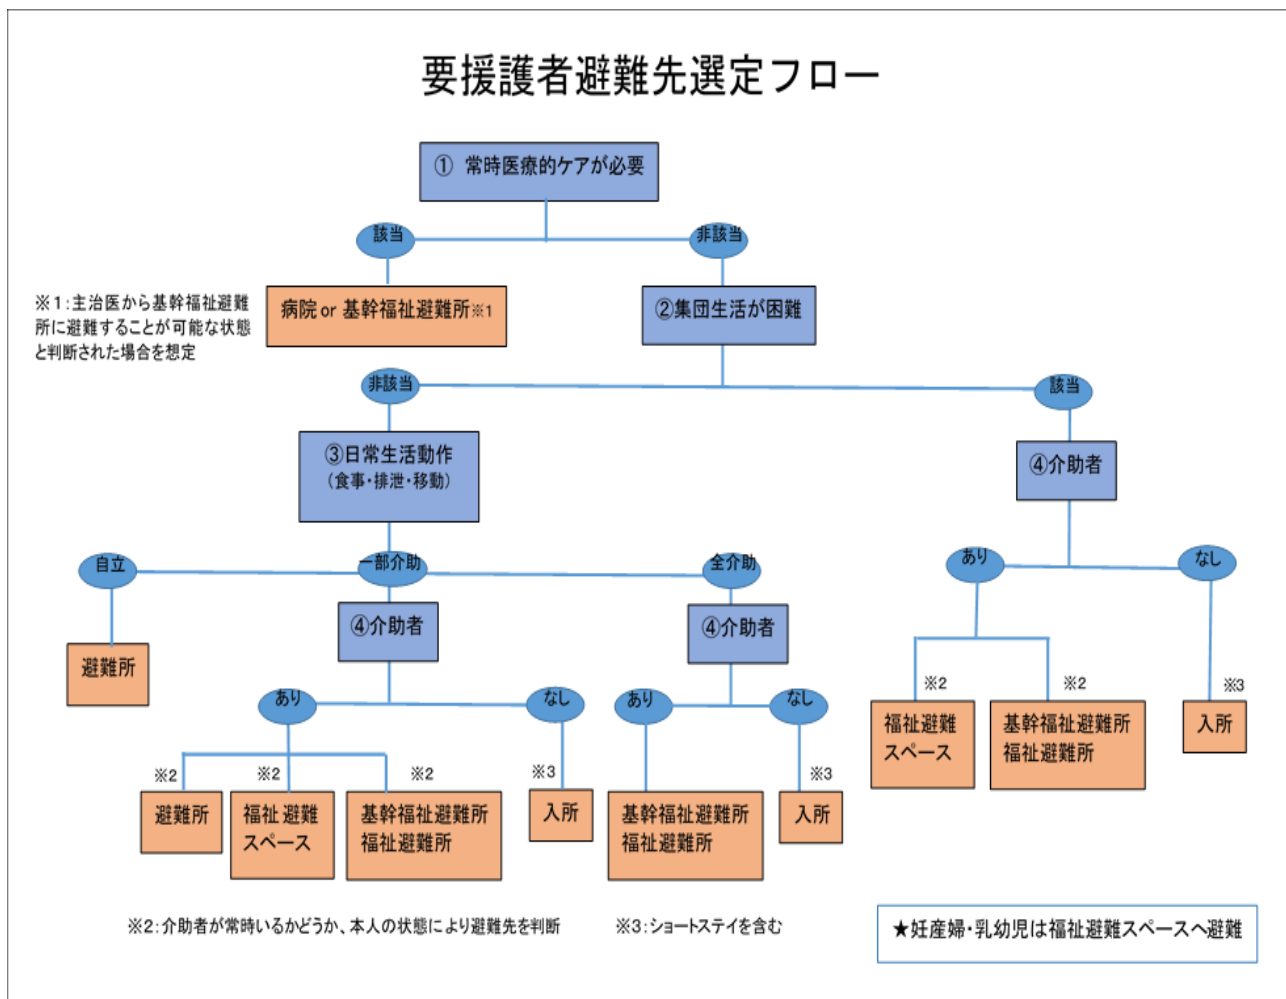 要援護者避難先選定フロー
① 常時医療的ケアが必要
該当
非該当
※1:主治医から基幹福祉避難
所に避難することが可能な状態
と判断された場合を想定
病院 or 基幹福祉避難所※1
②集団生活が困難
非該当
該当
③日常生活動作
(食事・排泄・移動)
④介助者
自立
一部介助
全介助
あり
なし
避難所
④介助者
④介助者
※2
※2
※3
福祉避難
スペース
基幹福祉避難所
福祉避難所
入所
あり
なし
あり
なし
※2
※2
※2
※3
※3
避難所
福祉避難
スペース
基幹福祉避難所
福祉避難所
入所
基幹福祉避難所
福祉避難所
入所
※2:介助者が常時いるかどうか、本人の状態により避難先を判断
※3:ショートステイを含む
★妊産婦・乳幼児は福祉避難スペースへ避難